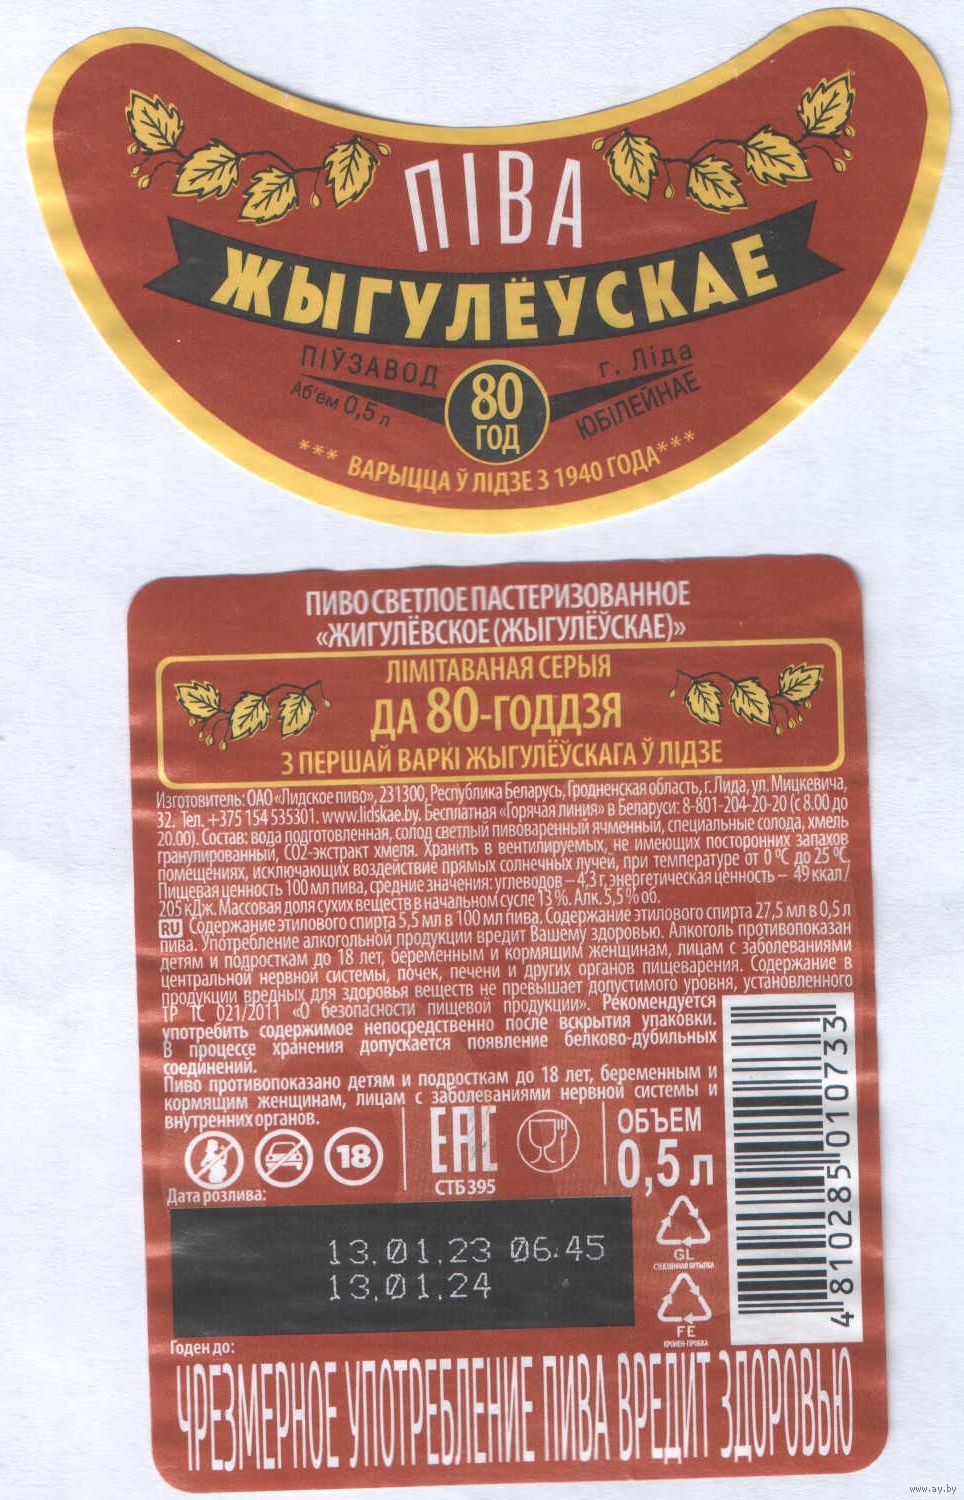 ПІВА
ЖЫГУЛЁЎСКАЕ
ПІЎЗАВОД
г. Ліда
Аб'ём 0,5 л
80
ГОД
ЮБІЛЕЙНАЕ
*** ВАРЫЦЦА Ў ЛІДЗЕ З 1940 ГОДА***
ПИВО СВЕТЛОЕ ПАСТЕРИЗОВАННОЕ
«ЖИГУЛЁВСКОЕ (ЖЫГУЛЁЎСКАЕ)»
ЛІМІТАВАНАЯ СЕРЫЯ
ДА 80-ГОДДЗЯ
З ПЕРШАЙ ВАРКІ ЖЫГУЛЁЎСКАГА Ў ЛІДЗЕ
Изготовитель: ОАО «Лидское пиво», 231300, Республика Беларусь, Гродненская область, г. Лида, ул. Мицкевича,
32. Тел. +375 154 535301. www.lidskae.by. Бесплатная «Горячая линия» в Беларуси: 8-801-204-20-20 (с 8.00 до
20.00). Состав: вода подготовленная, солод светлый пивоваренный ячменный, специальные солода, хмель
гранулированный, СО2-экстракт хмеля. Хранить в вентилируемых, не имеющих посторонних запахов
помещениях, исключающих воздействие прямых солнечных лучей, при температуре от 0 °С до 25 °С.
Пищевая ценность 100 мл пива, средние значения: углеводов – 4,3 г, энергетическая ценность – 49 ккал/
205 кДж. Массовая доля сухих веществ в начальном сусле 13 %. Алк. 5,5 % об.
RU Содержание этилового спирта 5,5 мл в 100 мл пива. Содержание этилового спирта 27,5 мл в 0,5 л
пива. Употребление алкогольной продукции вредит Вашему здоровью. Алкоголь противопоказан
детям и подросткам до 18 лет, беременным и кормящим женщинам, лицам с заболеваниями
центральной нервной системы, почек, печени и других органов пищеварения. Содержание в
продукции вредных для здоровья веществ не превышает допустимого уровня, установленного
ТР ТС 021/2011 «О безопасности пищевой продукции». Рекомендуется
употребить содержимое непосредственно после вскрытия упаковки.
В процессе хранения допускается появление белково-дубильных
соединений.
Пиво противопоказано детям и подросткам до 18 лет, беременным и
кормящим женщинам, лицам с заболеваниями нервной системы и
внутренних органов.
18
ЕАС
СТБ 395
ОБЪЕМ
0,5 л
Дата розлива:
13.01.23 06:45
13.01.24
GL
СТЕКЛЯННАЯ БУТЫЛКА
FE
КРОНЕН-ПРОБКА
4 810285 010733
Годен до:
ЧРЕЗМЕРНОЕ УПОТРЕБЛЕНИЕ ПИВА ВРЕДИТ ЗДОРОВЬЮ
www.ay.by